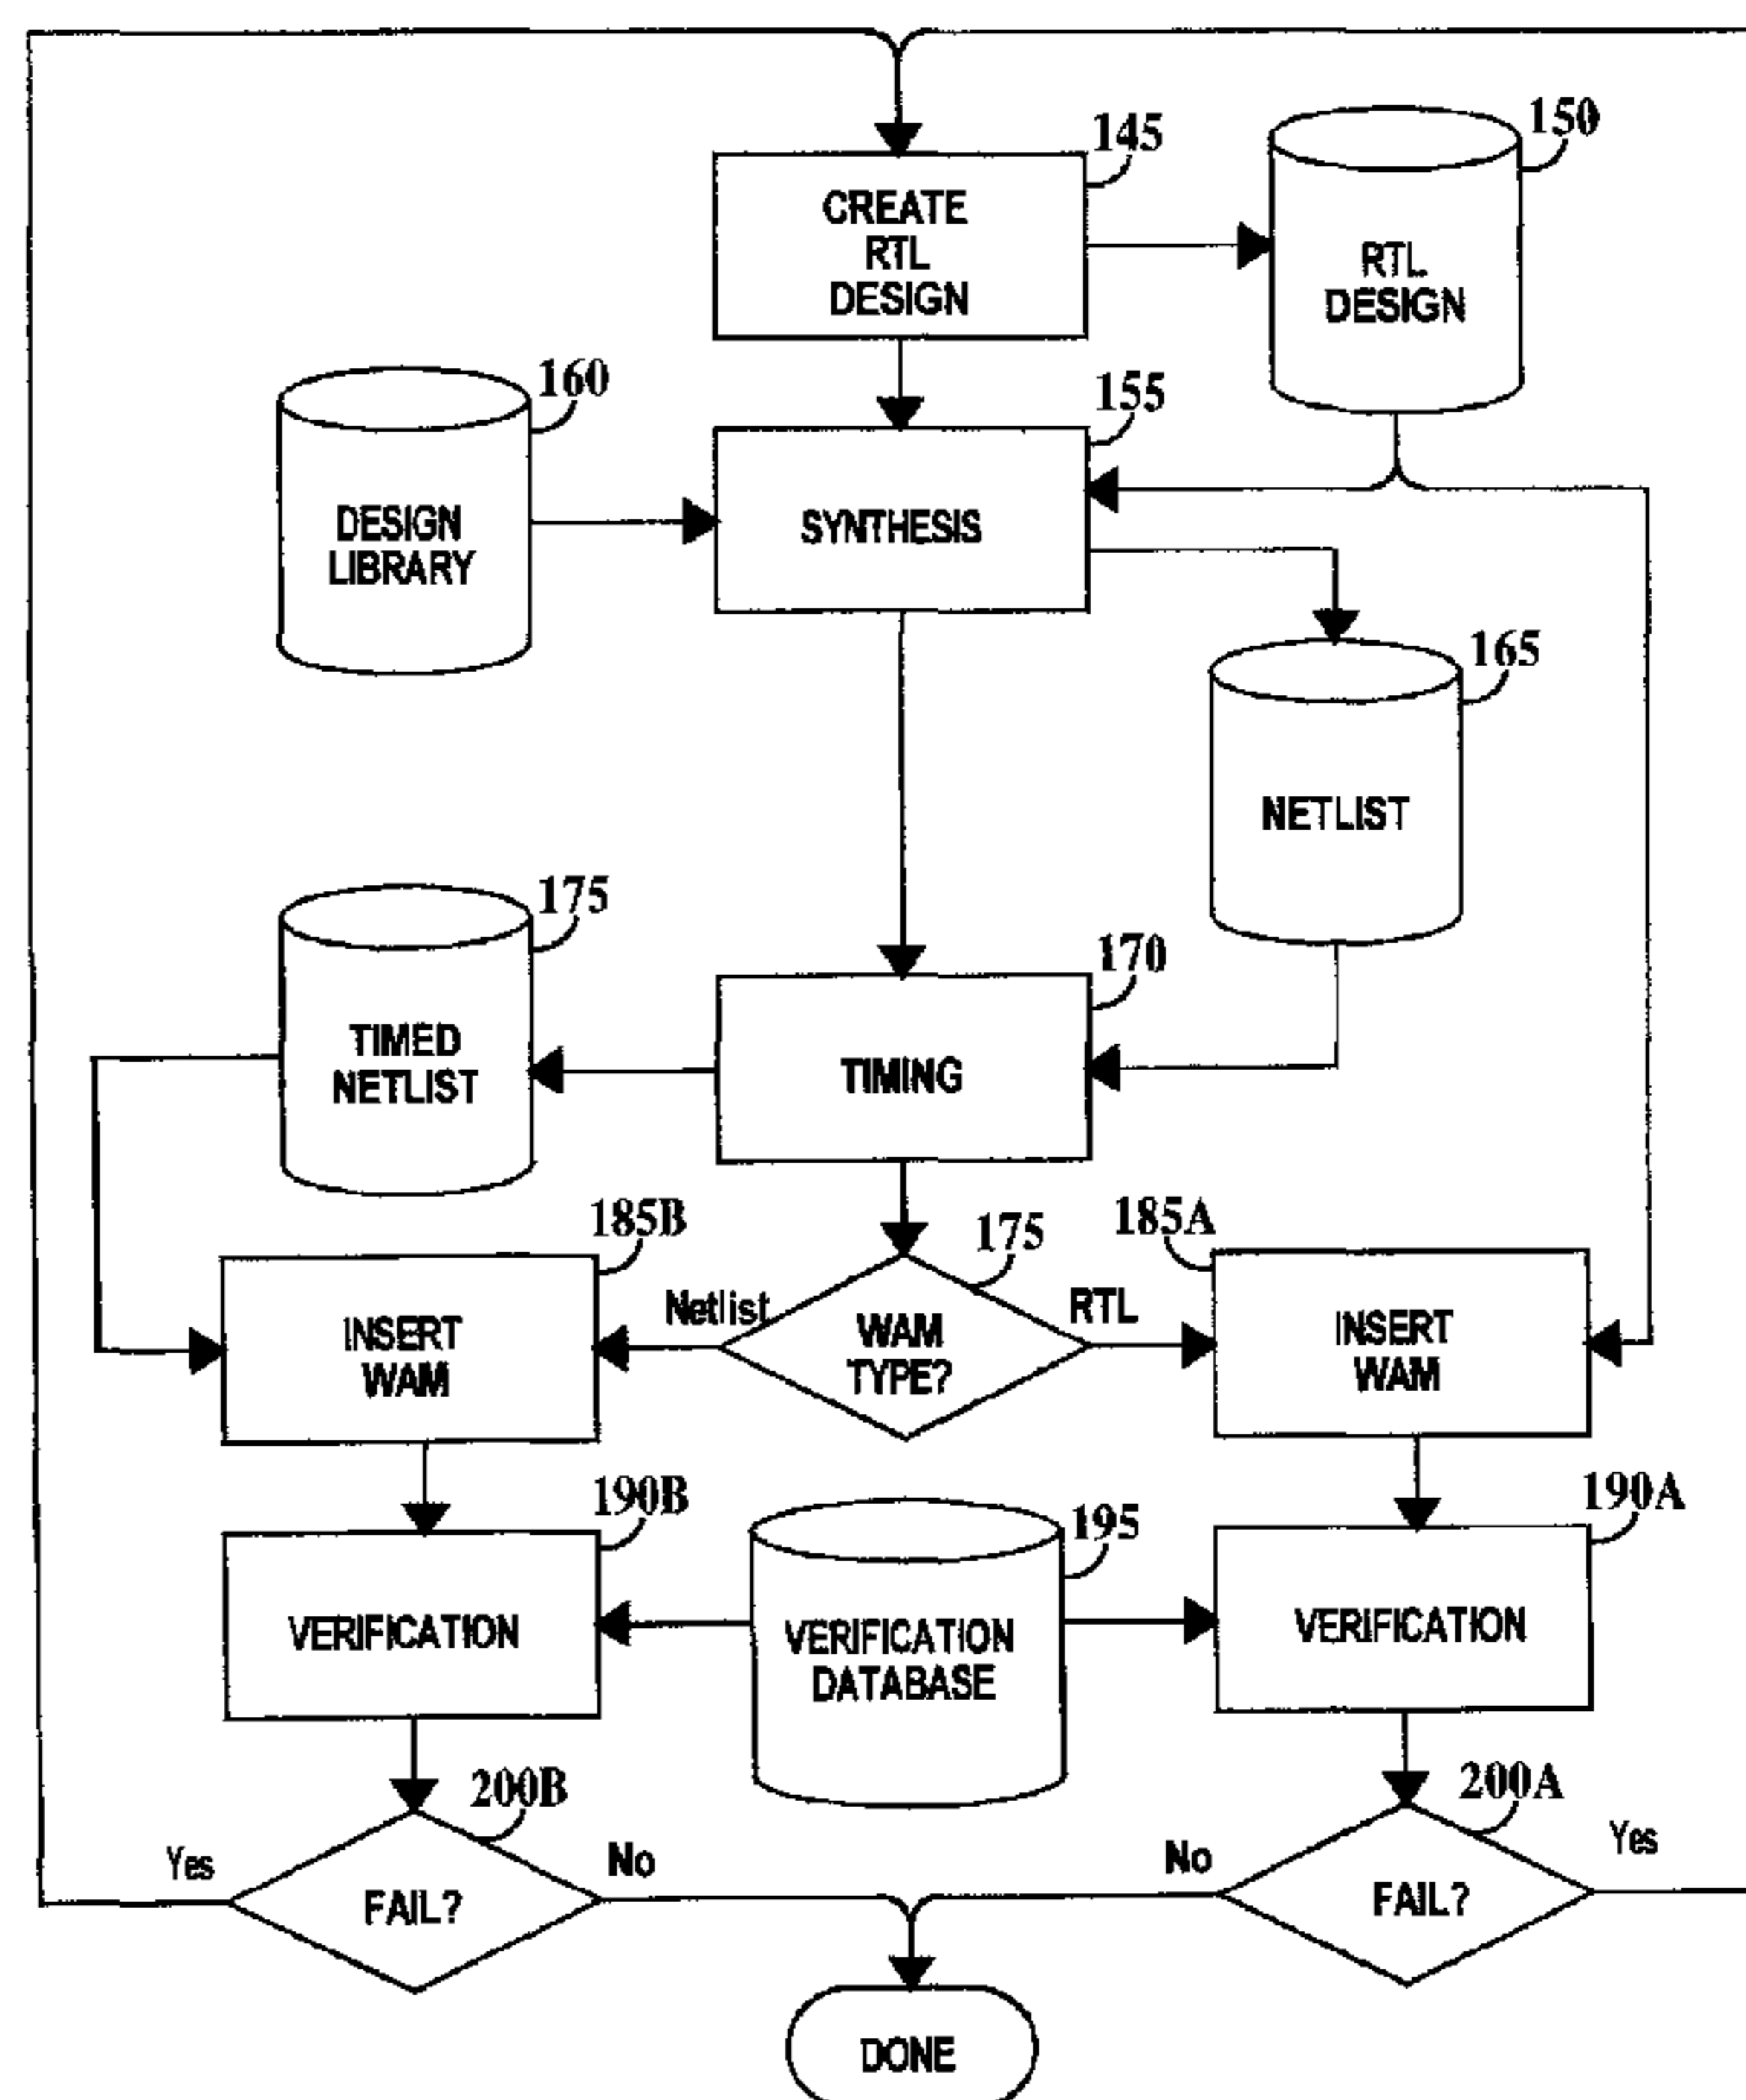 145
150
CREATE
RTL
DESIGN
RTL
DESIGN
160
155
DESIGN
LIBRARY
SYNTHESIS
165
NETLIST
175
170
TIMED
NETLIST
TIMING
185B
175
185A
Netlist
RTL
INSERT
WAM
WAM
TYPE?
INSERT
WAM
190B
195
190A
VERIFICATION
VERIFICATION
DATABASE
VERIFICATION
200B
200A
Yes
No
No
Yes
FAIL?
FAIL?
DONE